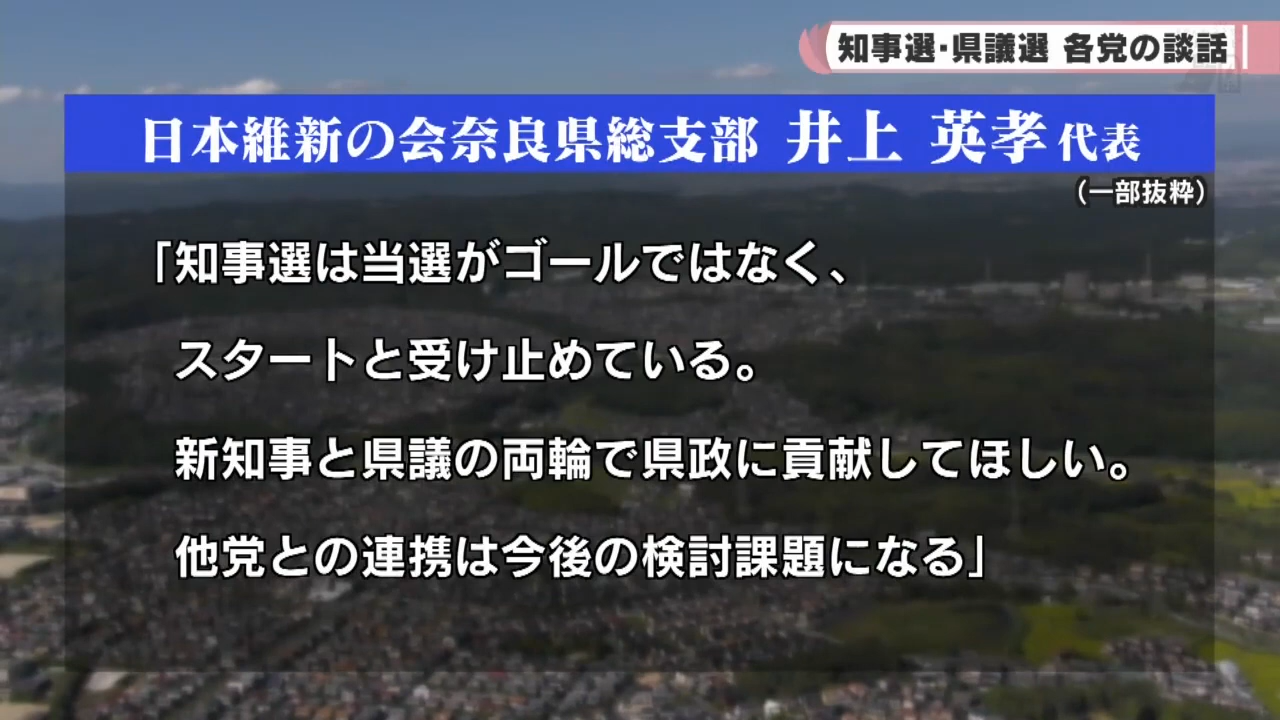 知事選・県議選 各党の談話
日本維新の会奈良県総支部 井上 英孝 代表
(一部抜粋)
「知事選は当選がゴールではなく、
スタートと受け止めている。
新知事と県議の両輪で県政に貢献してほしい。
他党との連携は今後の検討課題になる」